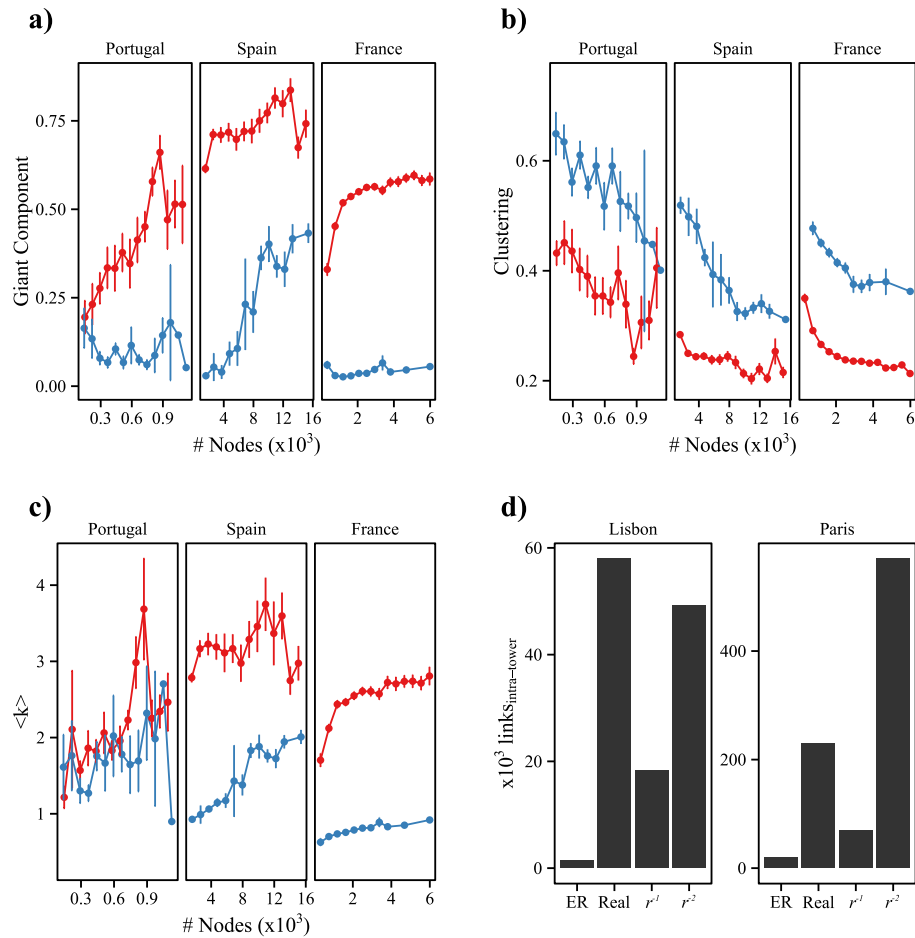 a)
Portugal Spain France
Giant Component
0.75
0.50
0.25
0.00
0.3 0.6 0.9 4 8 12 16 2 4 6
# Nodes (x10³)
b)
Portugal Spain France
Clustering
0.6
0.4
0.2
0.3 0.6 0.9 4 8 12 16 2 4 6
# Nodes (x10³)
c)
Portugal Spain France
<k>
4
3
2
1
0.3 0.6 0.9 4 8 12 16 2 4 6
# Nodes (x10³)
d)
Lisbon Paris
x10³ links intra–tower
60
40
20
0
400
200
0
ER Real r⁻¹ r⁻² ER Real r⁻¹ r⁻²